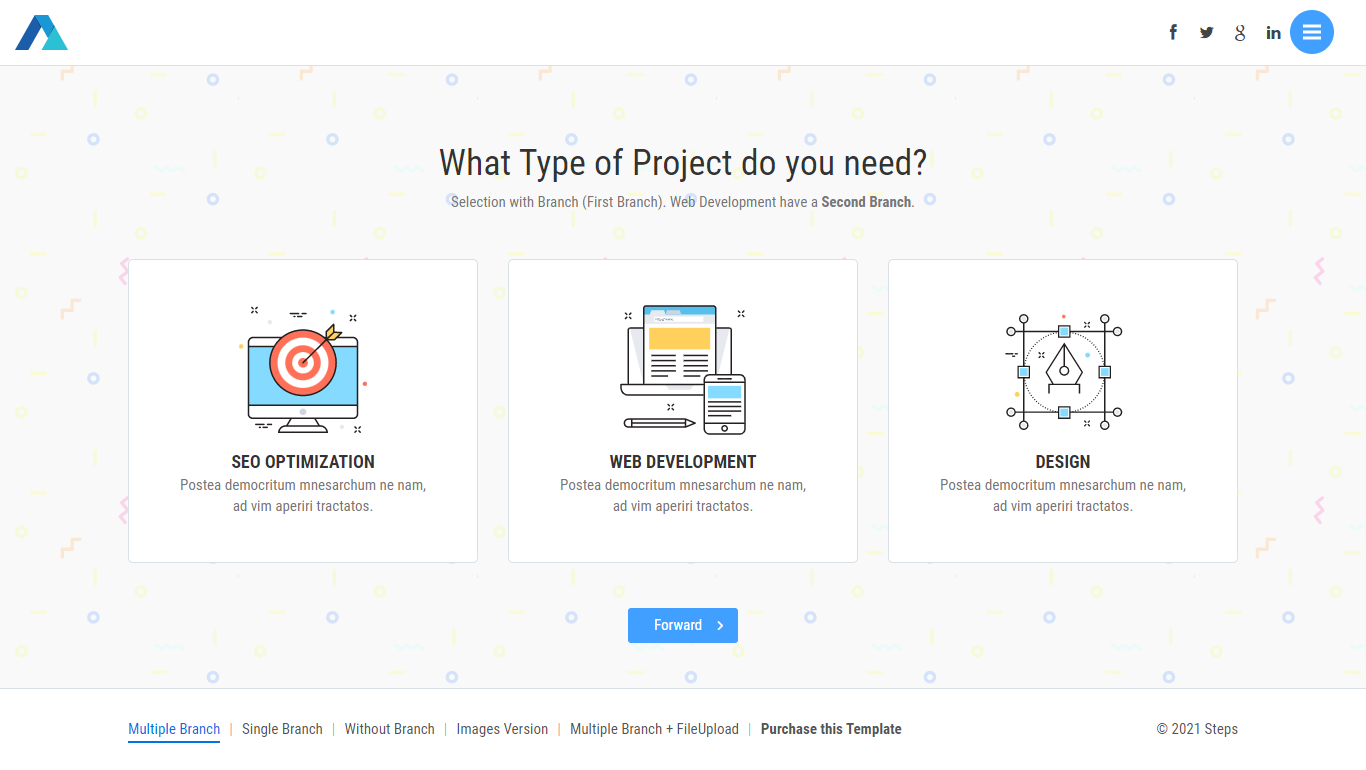 What Type of Project do you need?
Selection with Branch (First Branch). Web Development have a Second Branch.
SEO OPTIMIZATION
Postea democritum mnesarchum ne nam,
ad vim aperiri tractatos.
WEB DEVELOPMENT
Postea democritum mnesarchum ne nam,
ad vim aperiri tractatos.
DESIGN
Postea democritum mnesarchum ne nam,
ad vim aperiri tractatos.
Forward
Multiple Branch | Single Branch | Without Branch | Images Version | Multiple Branch + FileUpload | Purchase this Template
© 2021 Steps